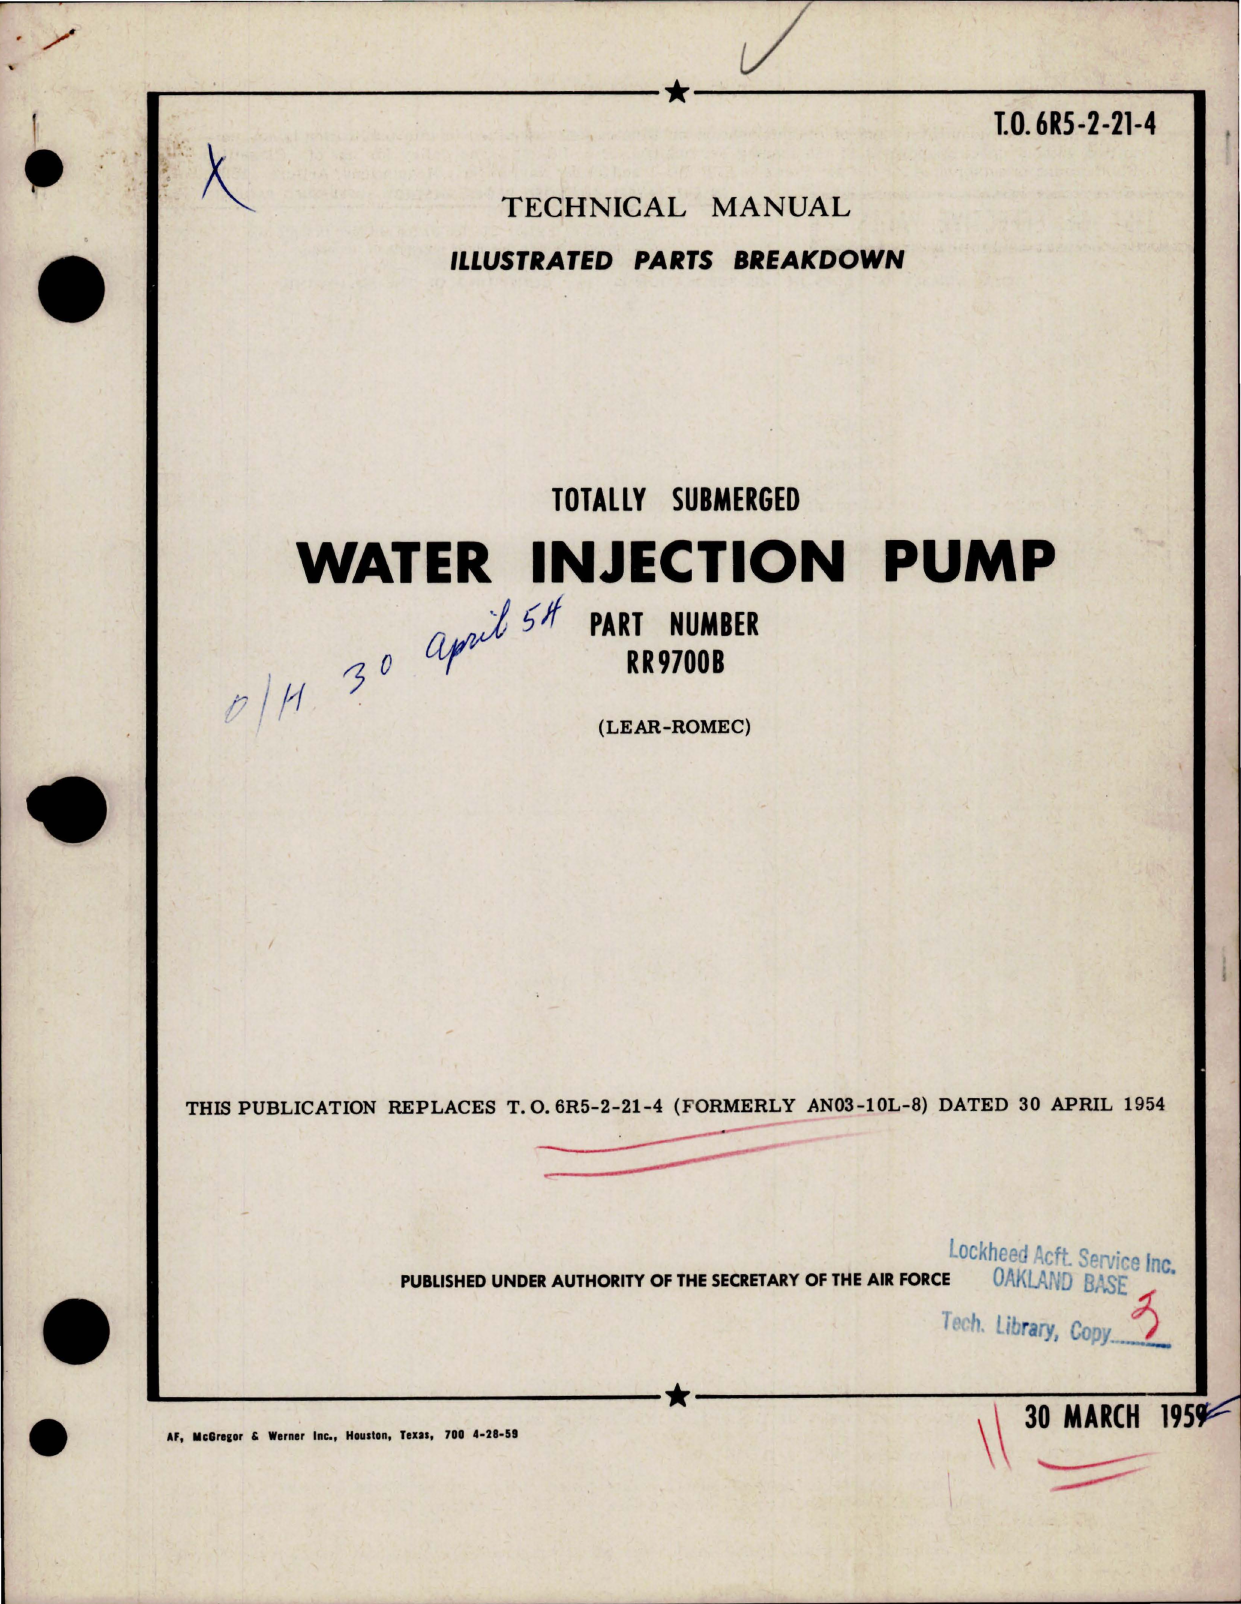 T.O. 6R5-2-21-4
X
TECHNICAL MANUAL
ILLUSTRATED PARTS BREAKDOWN
TOTALLY SUBMERGED
WATER INJECTION PUMP
PART NUMBER
RR9700B
O/H 30 April 54
(LEAR-ROMEC)
THIS PUBLICATION REPLACES T.O. 6R5-2-21-4 (FORMERLY AN03-10L-8) DATED 30 APRIL 1954
PUBLISHED UNDER AUTHORITY OF THE SECRETARY OF THE AIR FORCE
Lockheed Acft. Service Inc.
OAKLAND BASE
Tech. Library, Copy 3
30 MARCH 1959
AF, McGregor & Werner Inc., Houston, Texas, 700 4-28-59